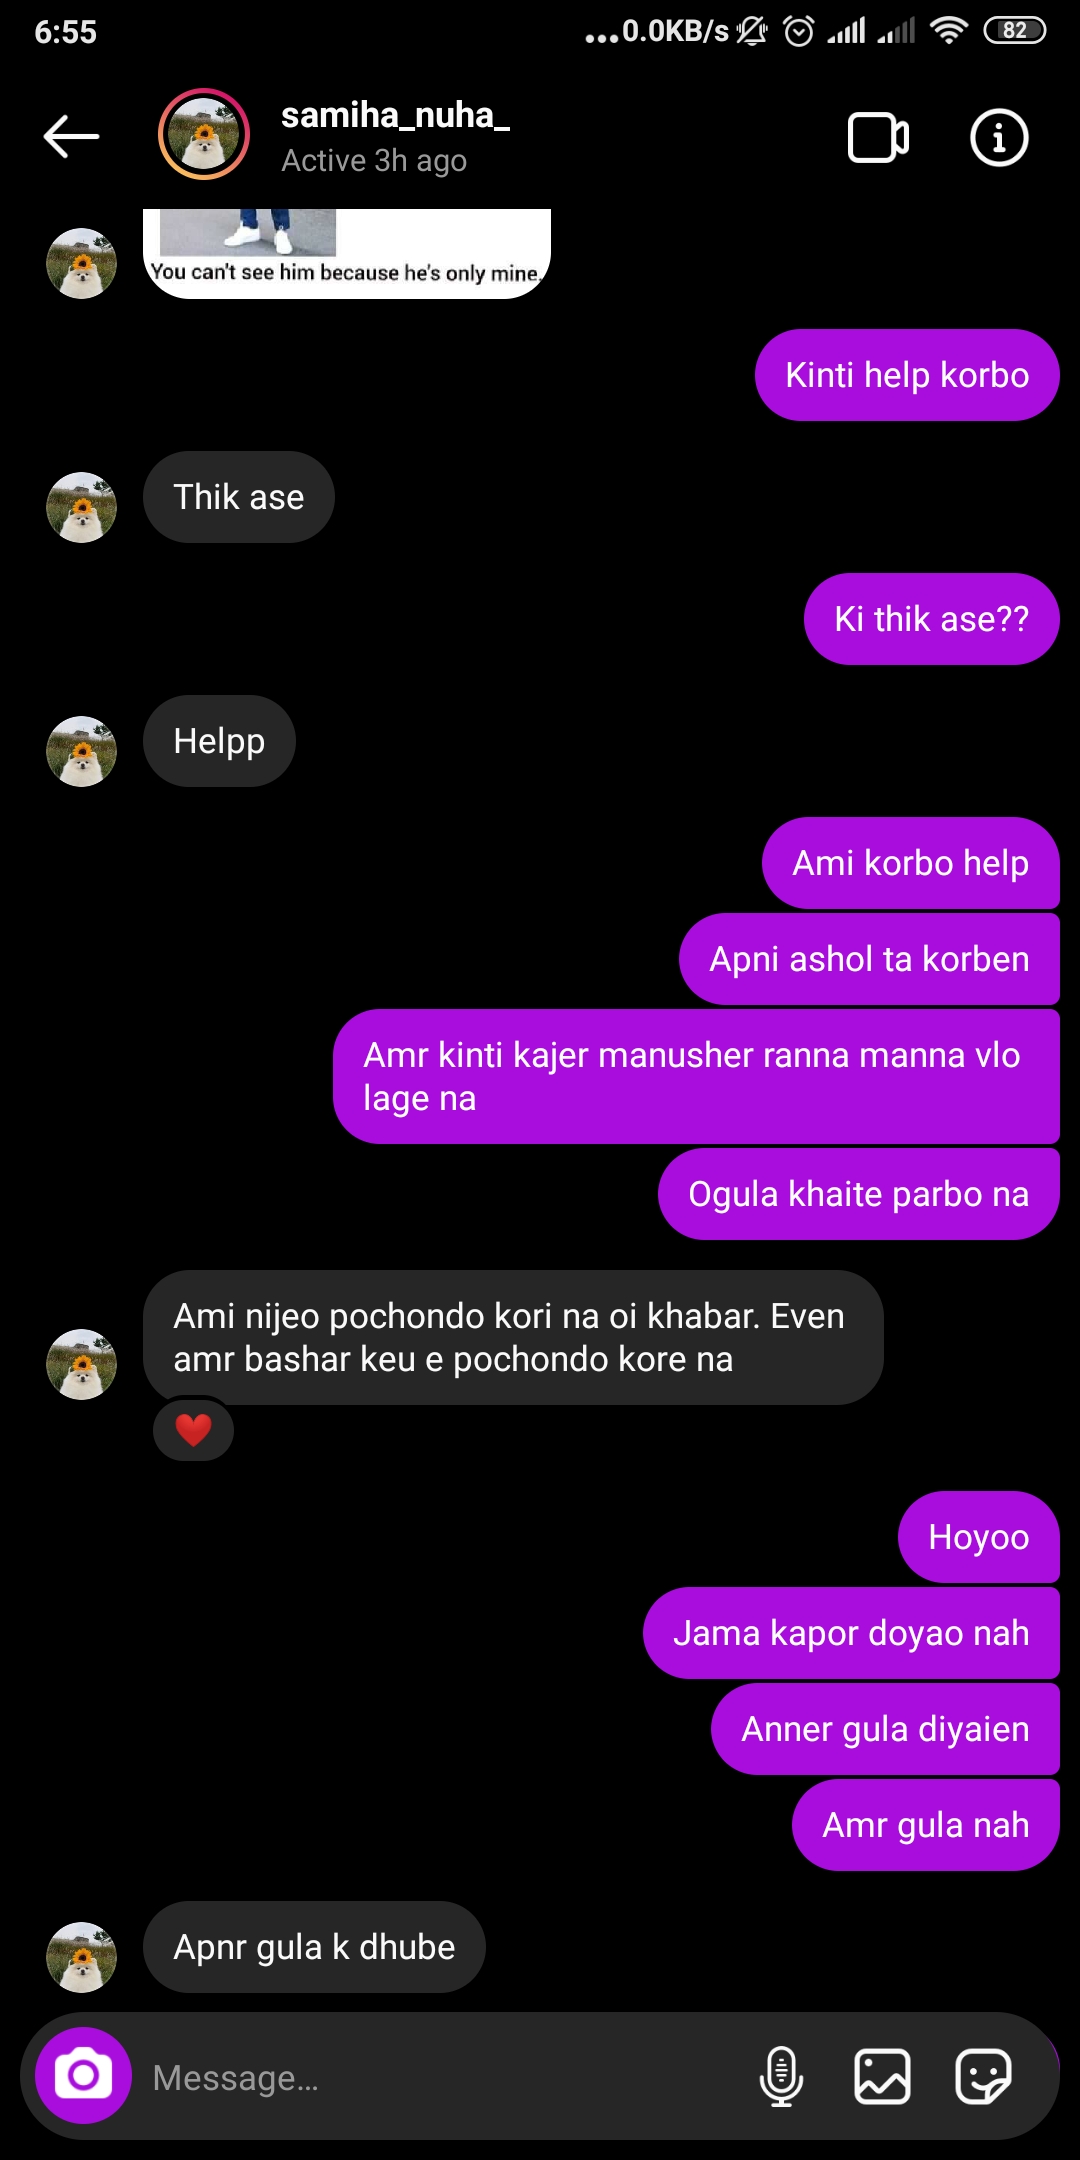 6:55
...0.0KB/s
82
samiha_nuha_
Active 3h ago
You can't see him because he's only mine.
Kinti help korbo
Thik ase
Ki thik ase??
Helpp
Ami korbo help
Apni ashol ta korben
Amr kinti kajer manusher ranna manna vlo
lage na
Ogula khaite parbo na
Ami nijeo pochondo kori na oi khabar. Even
amr bashar keu e pochondo kore na
Hoyoo
Jama kapor doyao nah
Anner gula diyaien
Amr gula nah
Apnr gula k dhube
Message...